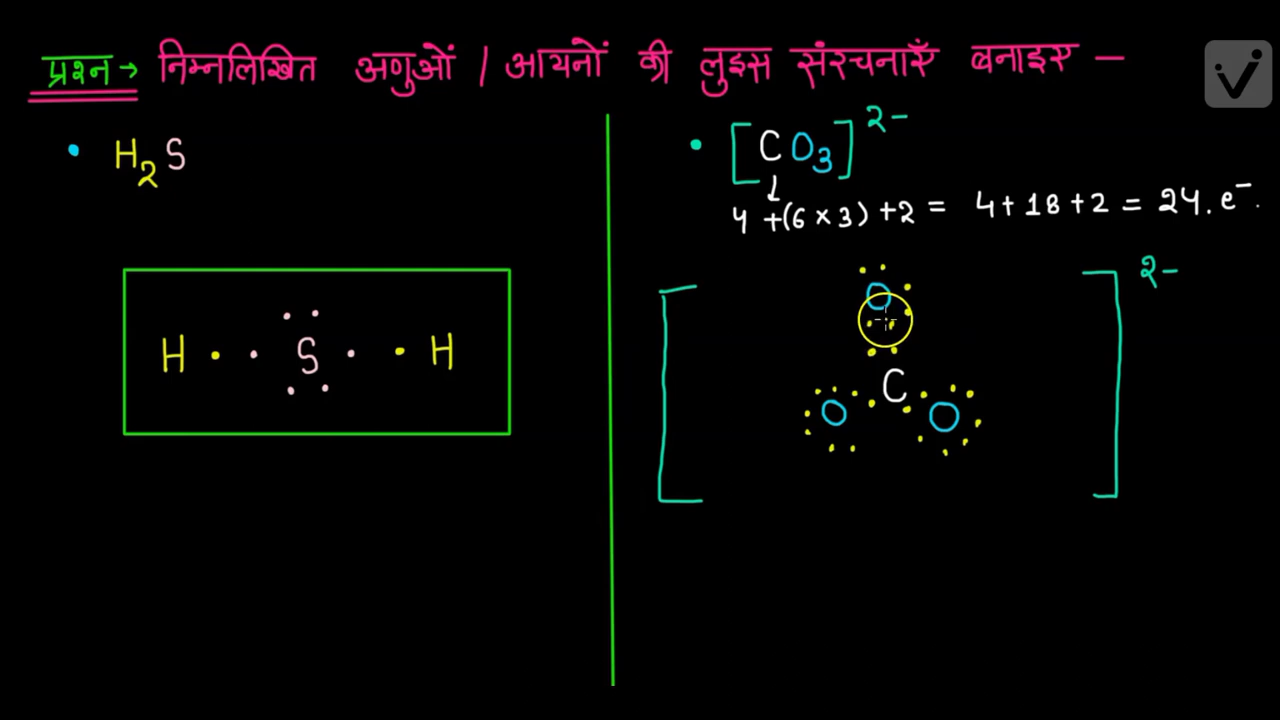 प्रश्न → निम्नलिखित अणुओं / आयनों की लुइस संरचनाएँ बनाइए –
• H₂S
• [CO₃]²⁻
4 + (6 × 3) + 2 = 4 + 18 + 2 = 24. e⁻.
H • • S • • H
[ O C O O ]²⁻